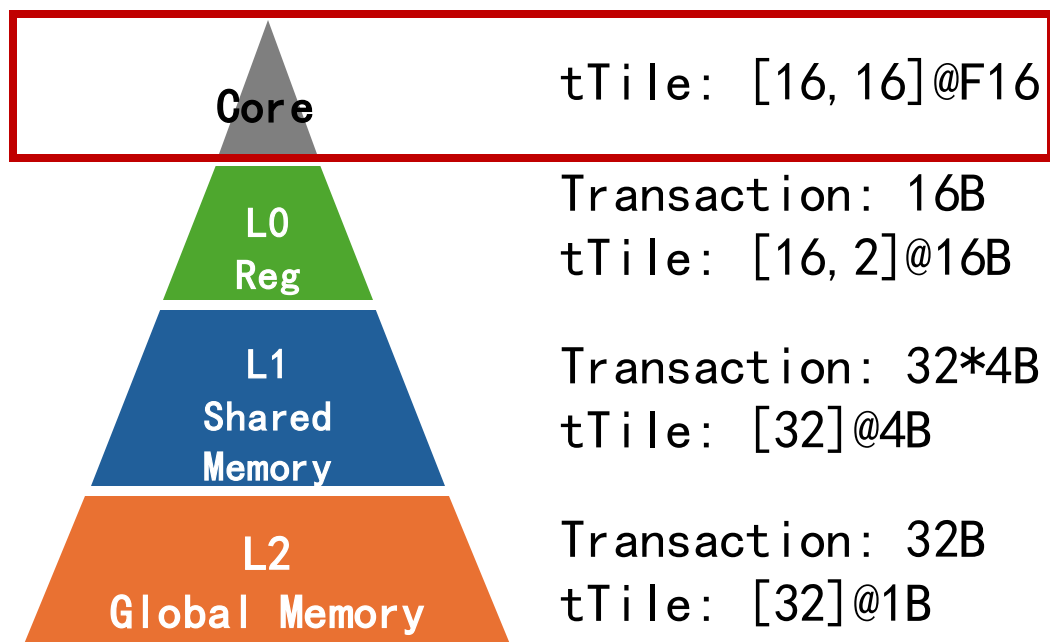 Core
tTile: [16,16]@F16
L0
Reg
Transaction: 16B
tTile: [16,2]@16B
L1
Shared
Memory
Transaction: 32*4B
tTile: [32]@4B
L2
Global Memory
Transaction: 32B
tTile: [32]@1B